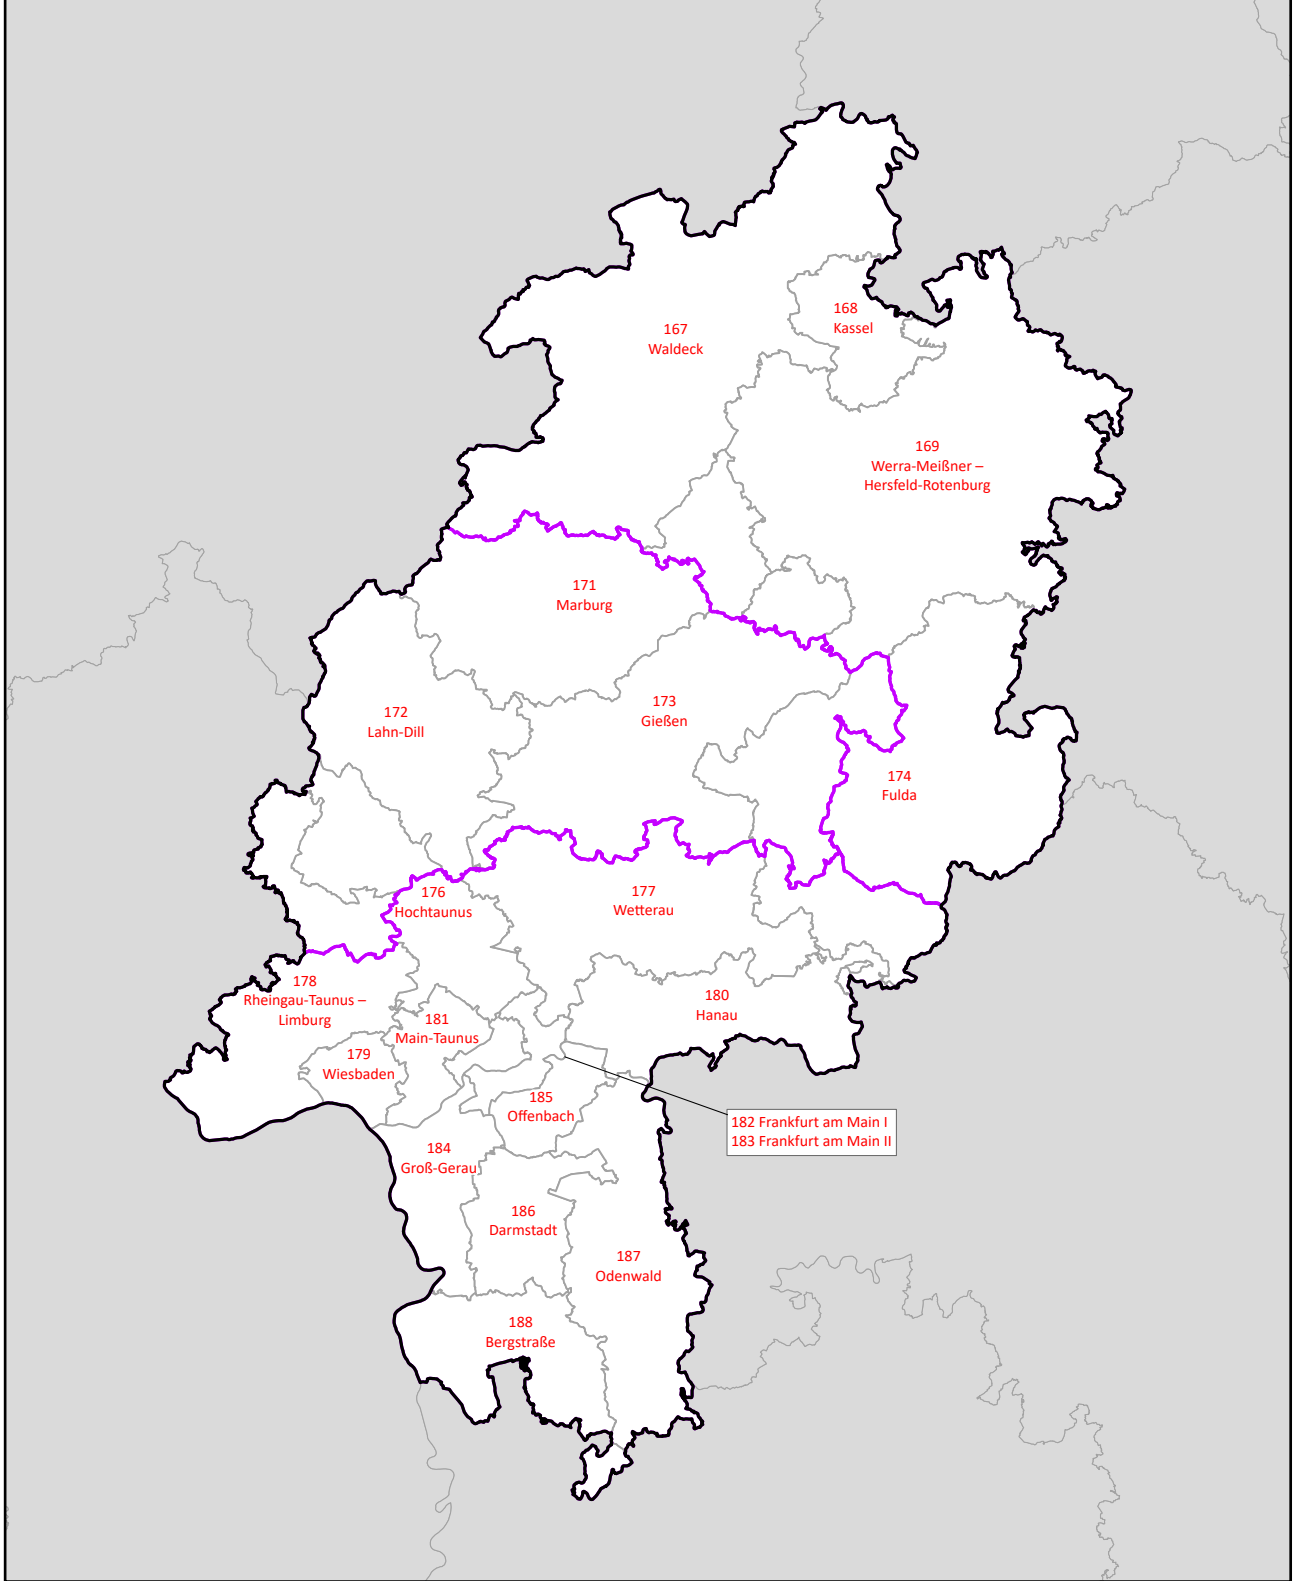 168
Kassel
167
Waldeck
169
Werra-Meißner –
Hersfeld-Rotenburg
171
Marburg
173
Gießen
172
Lahn-Dill
174
Fulda
176
Hochtaunus
177
Wetterau
178
Rheingau-Taunus –
Limburg
180
Hanau
181
Main-Taunus
179
Wiesbaden
185
Offenbach
182 Frankfurt am Main I
183 Frankfurt am Main II
184
Groß-Gerau
186
Darmstadt
187
Odenwald
188
Bergstraße